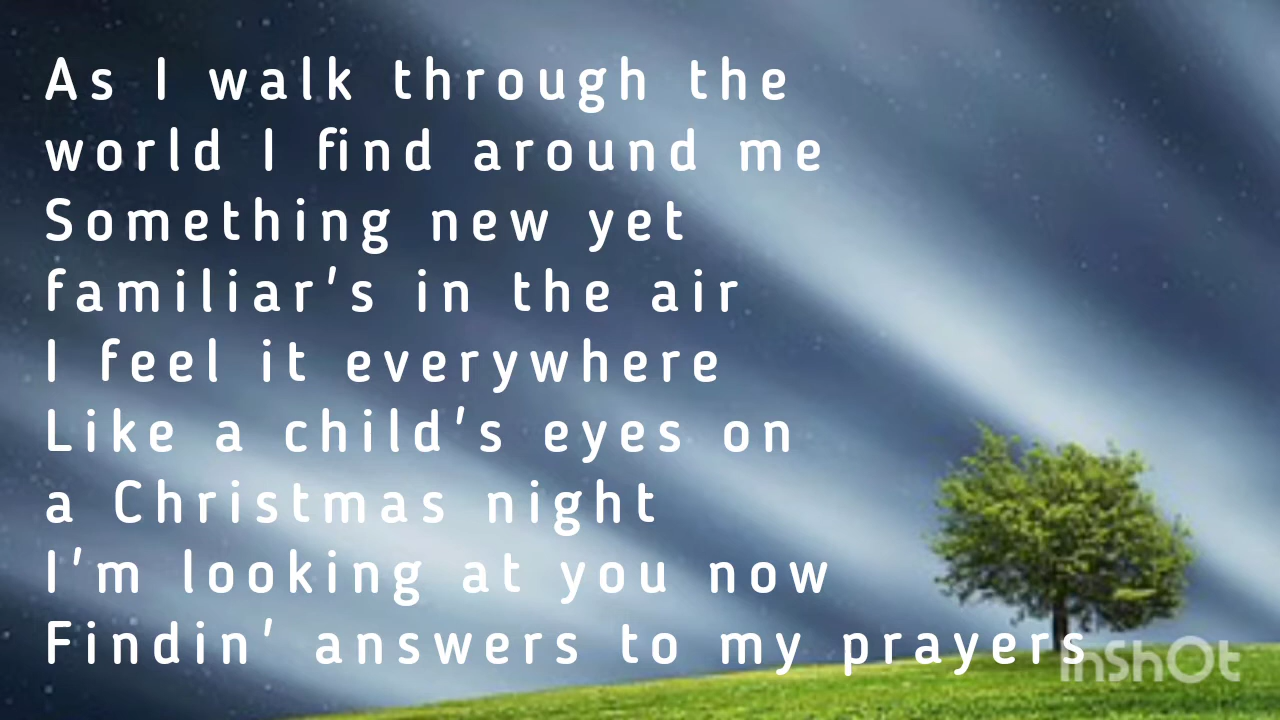 As I walk through the
world I find around me
Something new yet
familiar's in the air
I feel it everywhere
Like a child's eyes on
a Christmas night
I'm looking at you now
Findin' answers to my prayers
InShOt